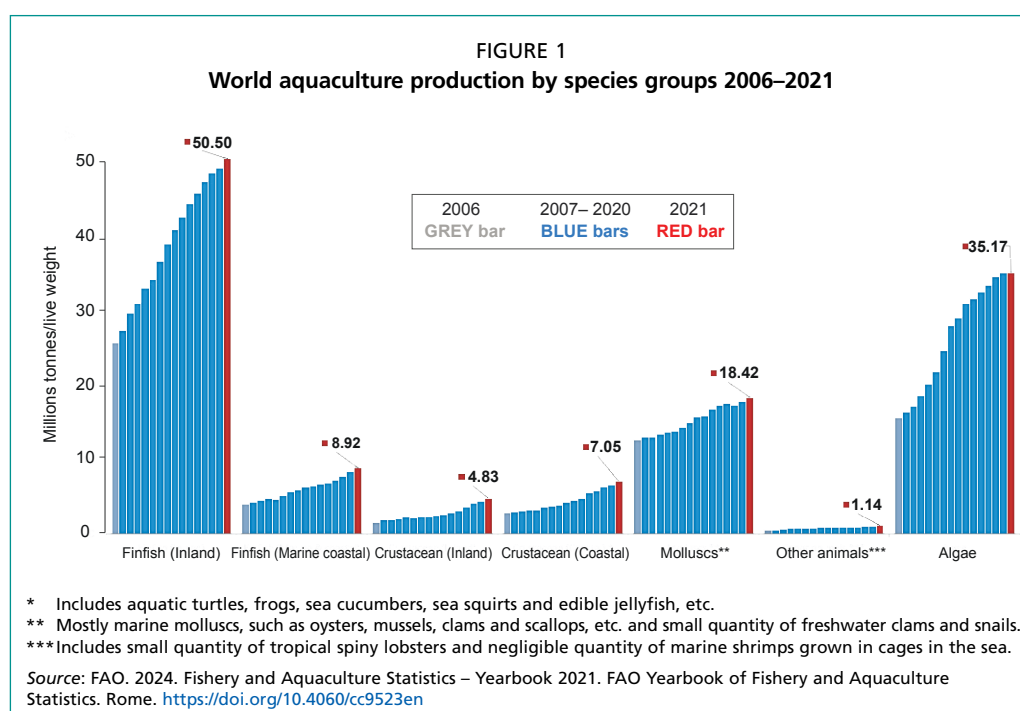 FIGURE 1
World aquaculture production by species groups 2006–2021
50.50
50
2006 2007– 2020 2021
GREY bar BLUE bars RED bar
40
35.17
Millions tonnes/live weight
30
20
18.42
10
8.92
7.05
4.83
1.14
0
Finfish (Inland) Finfish (Marine coastal) Crustacean (Inland) Crustacean (Coastal) Molluscs** Other animals*** Algae
* Includes aquatic turtles, frogs, sea cucumbers, sea squirts and edible jellyfish, etc.
** Mostly marine molluscs, such as oysters, mussels, clams and scallops, etc. and small quantity of freshwater clams and snails.
*** Includes small quantity of tropical spiny lobsters and negligible quantity of marine shrimps grown in cages in the sea.
Source: FAO. 2024. Fishery and Aquaculture Statistics – Yearbook 2021. FAO Yearbook of Fishery and Aquaculture
Statistics. Rome. https://doi.org/10.4060/cc9523en